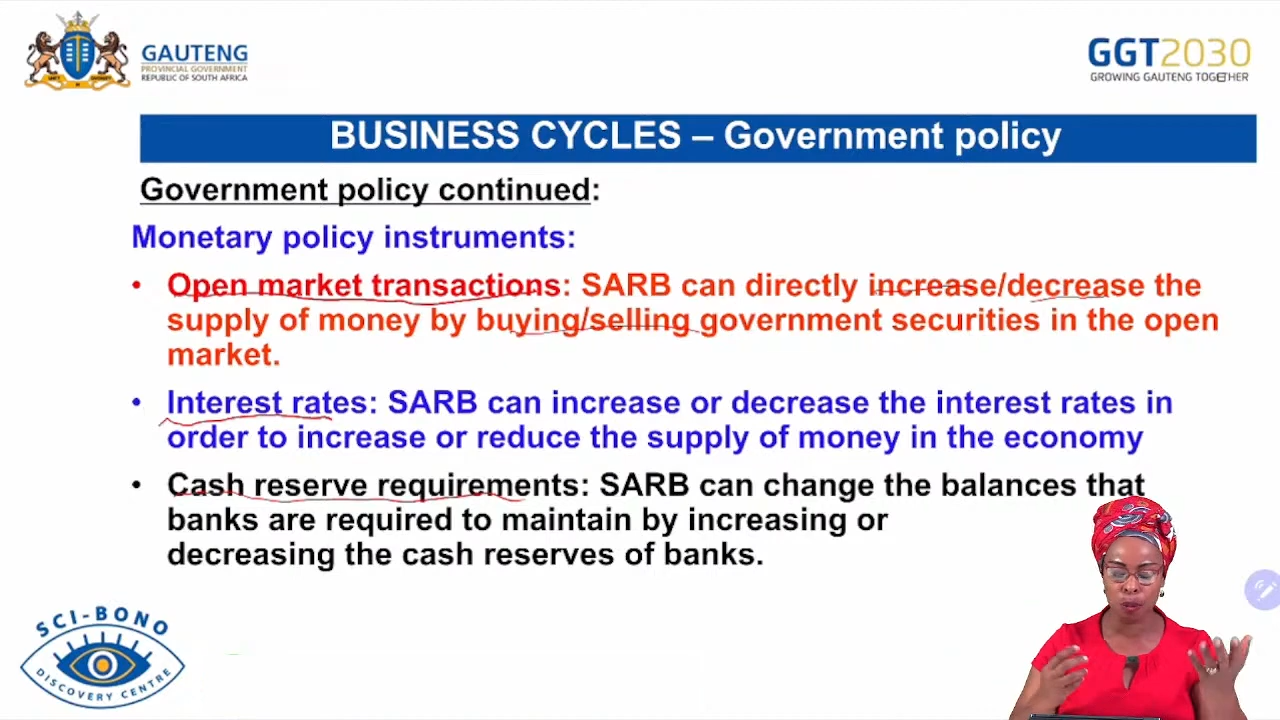 GAUTENG
PROVINCIAL GOVERNMENT
REPUBLIC OF SOUTH AFRICA
GGT2030
GROWING GAUTENG TOGETHER
BUSINESS CYCLES – Government policy
Government policy continued:
Monetary policy instruments:
• Open market transactions: SARB can directly increase/decrease the
supply of money by buying/selling government securities in the open
market.
• Interest rates: SARB can increase or decrease the interest rates in
order to increase or reduce the supply of money in the economy
• Cash reserve requirements: SARB can change the balances that
banks are required to maintain by increasing or
decreasing the cash reserves of banks.
SCI-BONO
DISCOVERY CENTRE